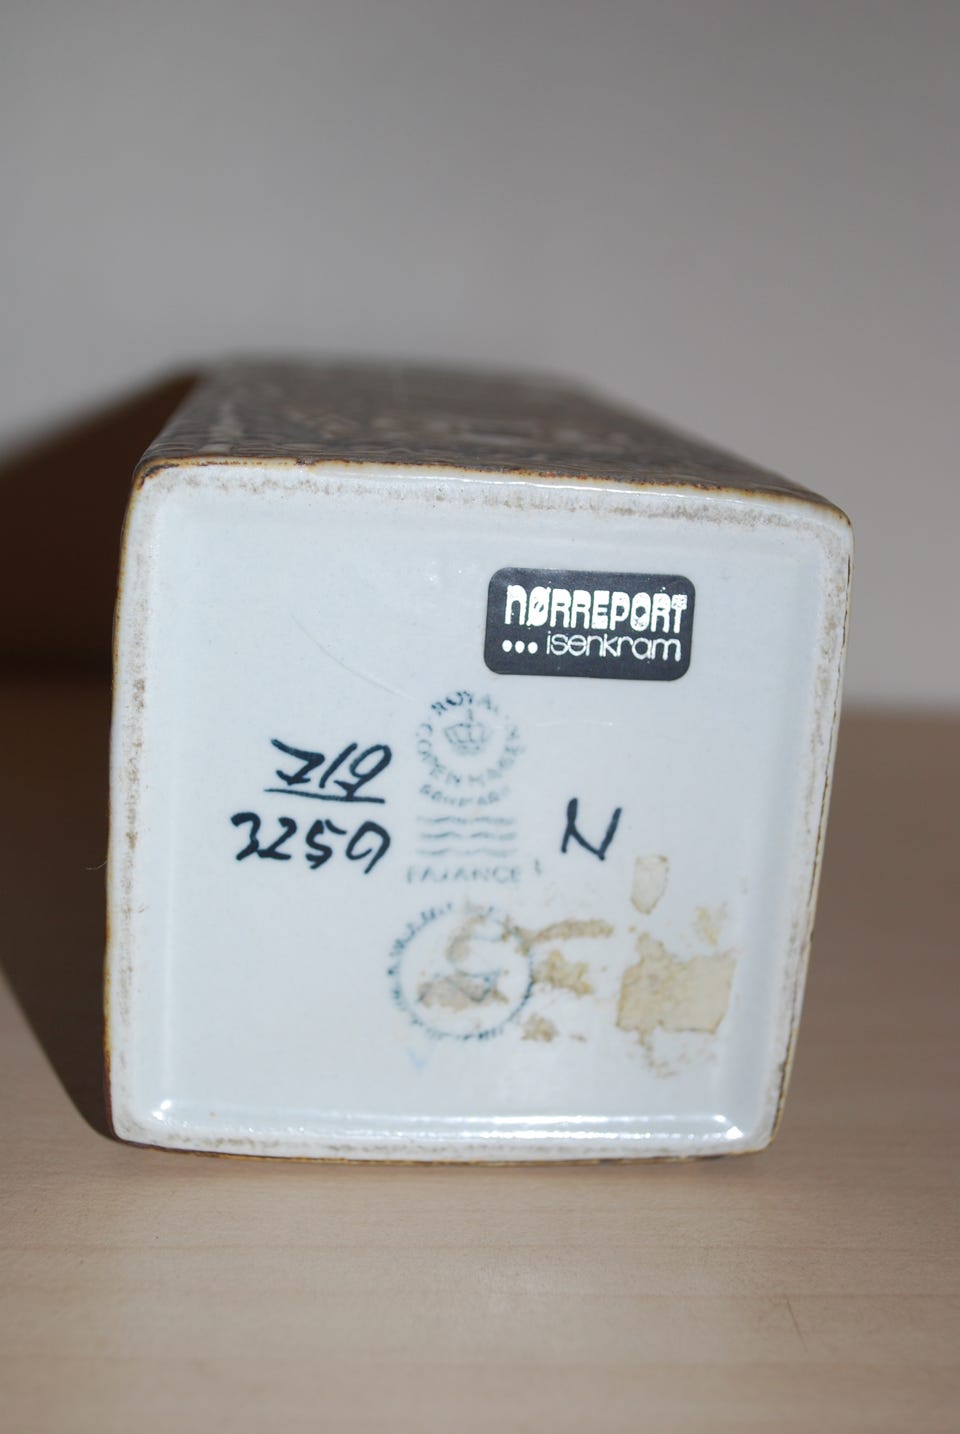 NØRREPORT
... isenkram
ROYAL COPENHAGEN
DENMARK
719
3259
N
FAJANCE